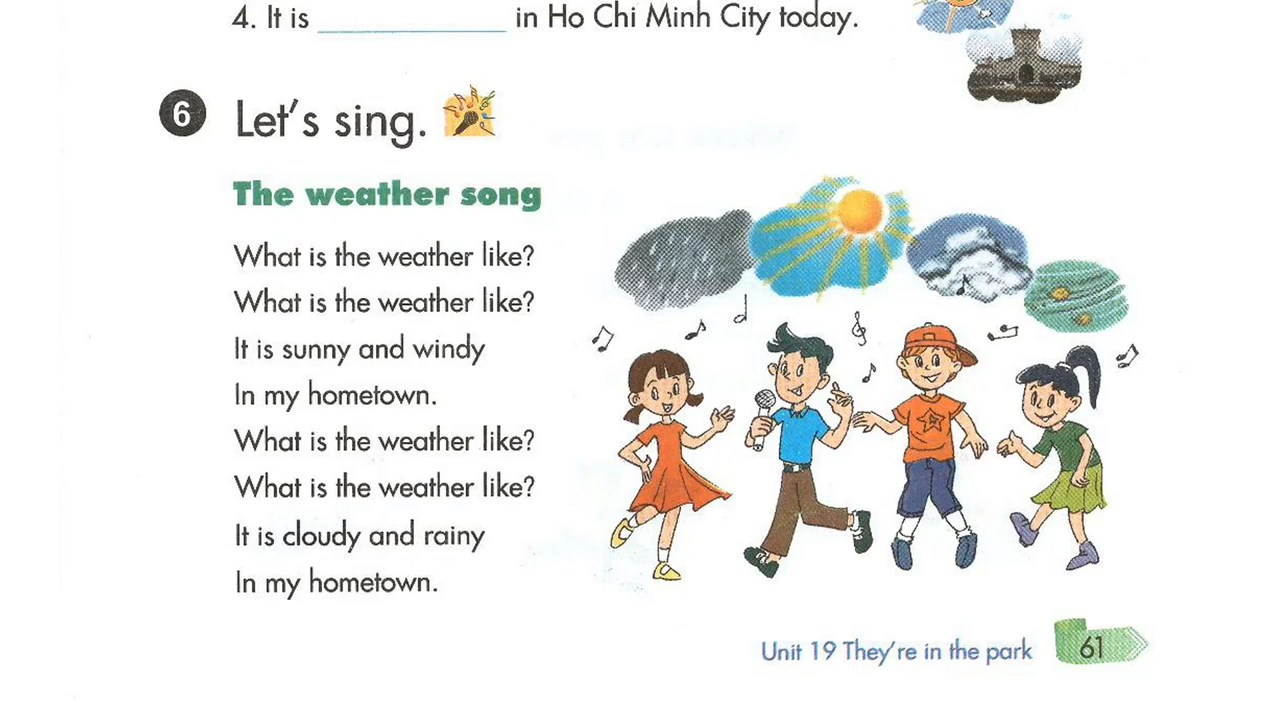 4. It is ____________ in Ho Chi Minh City today.
6 Let's sing.
The weather song
What is the weather like?
What is the weather like?
It is sunny and windy
In my hometown.
What is the weather like?
What is the weather like?
It is cloudy and rainy
In my hometown.
Unit 19 They're in the park 61